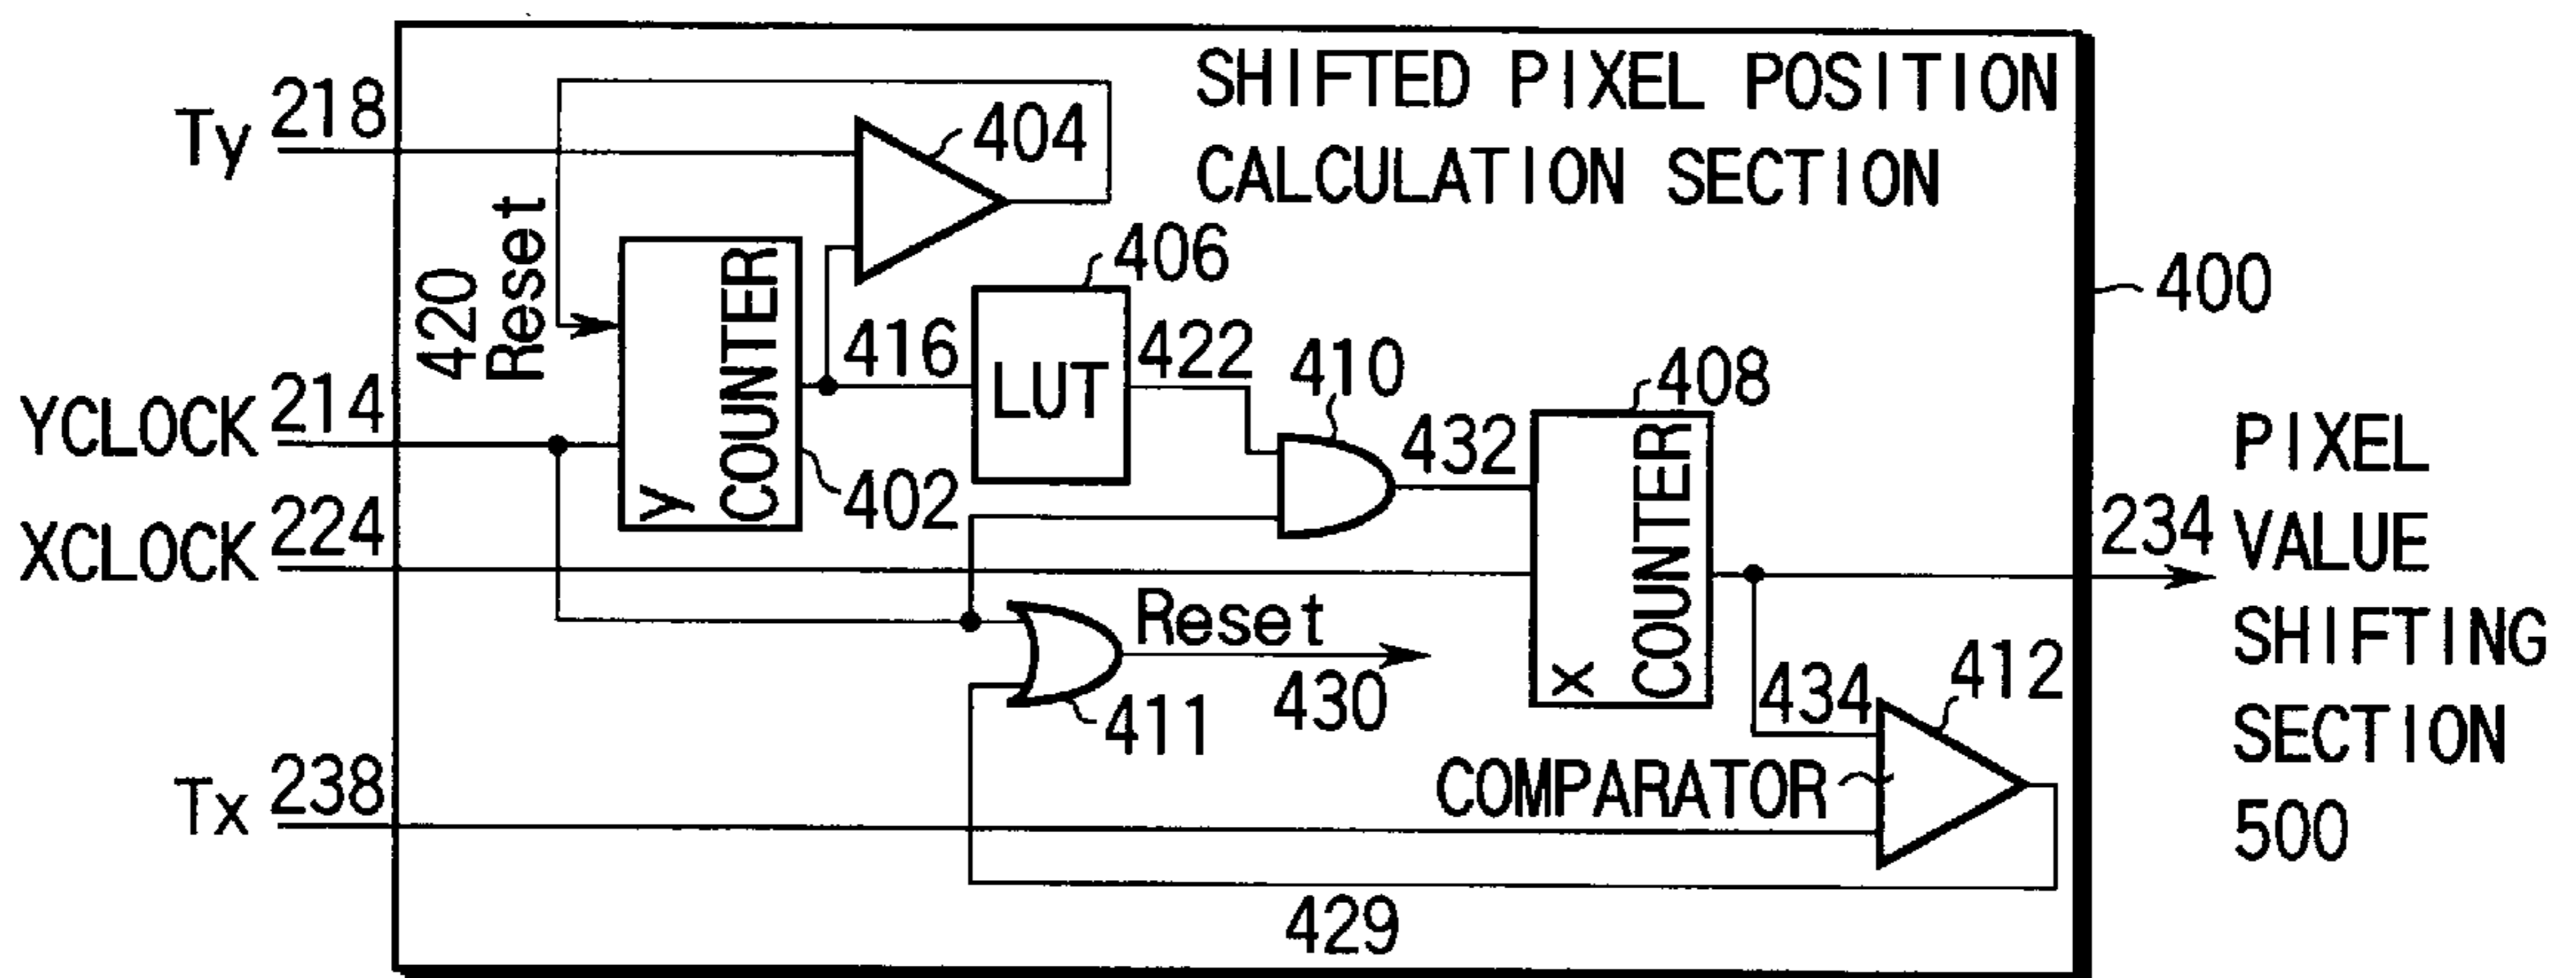 SHIFTED PIXEL POSITION
CALCULATION SECTION
Ty 218
404
420
Reset
406
400
416
LUT
422
410
408
YCLOCK 214
y COUNTER
402
432
PIXEL
VALUE
SHIFTING
SECTION
500
XCLOCK 224
234
x COUNTER
Reset
430
411
434
412
COMPARATOR
Tx 238
429